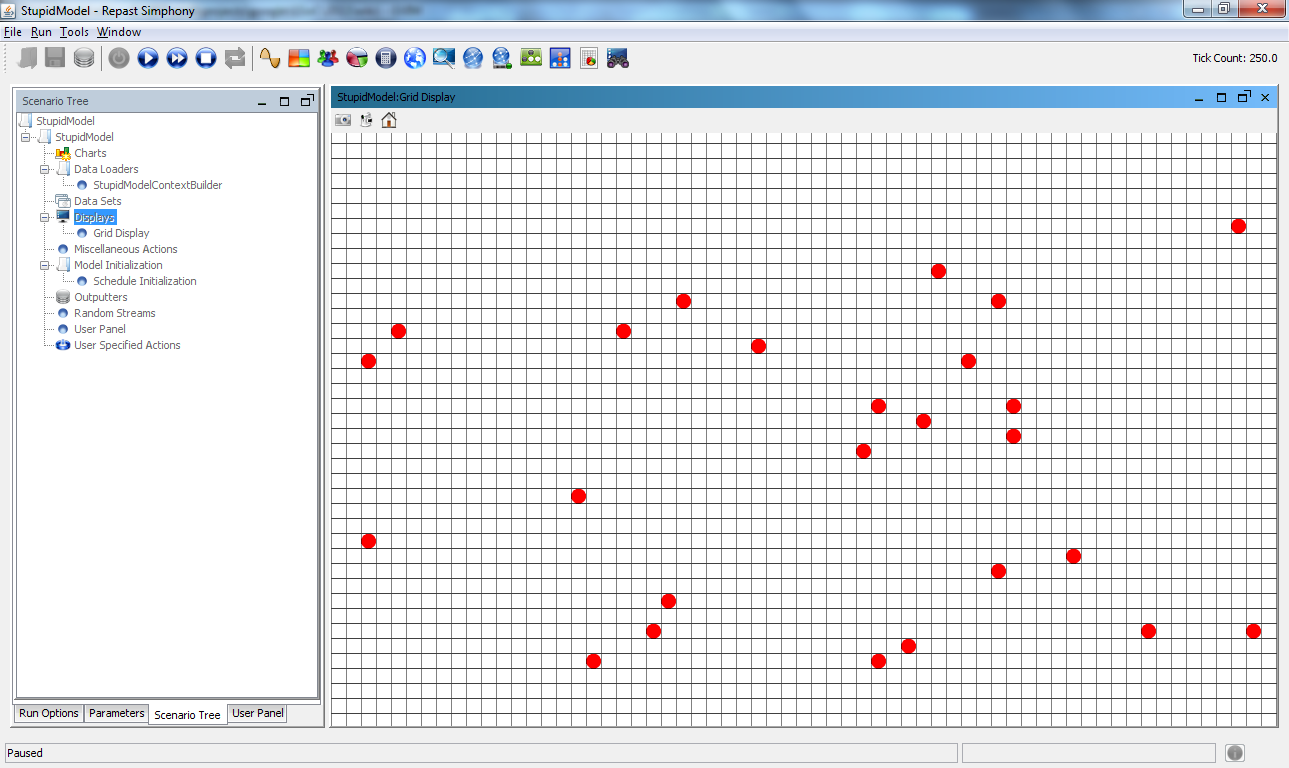 StupidModel - Repast Simphony
File Run Tools Window
Tick Count: 250.0
Scenario Tree
StupidModel
StupidModel
Charts
Data Loaders
StupidModelContextBuilder
Data Sets
Displays
Grid Display
Miscellaneous Actions
Model Initialization
Schedule Initialization
Outputters
Random Streams
User Panel
User Specified Actions
Run Options Parameters Scenario Tree User Panel
StupidModel:Grid Display
Paused